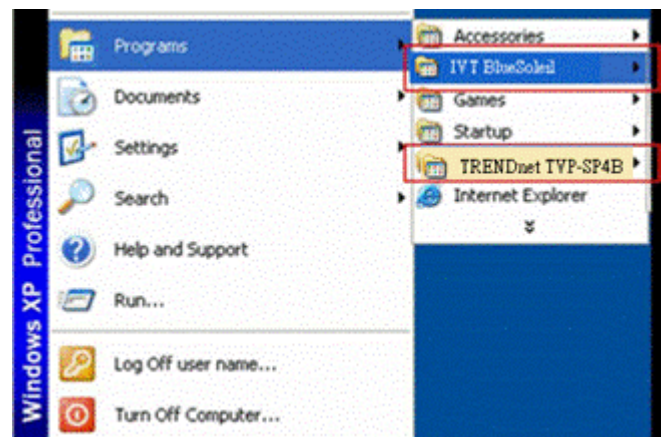 Programs
Documents
Settings
Search
Help and Support
Run...
Log Off user name...
Turn Off Computer...
Accessories
IVT BlueSoleil
Games
Startup
TRENDnet TVP-SP4B
Internet Explorer
Windows XP Professional